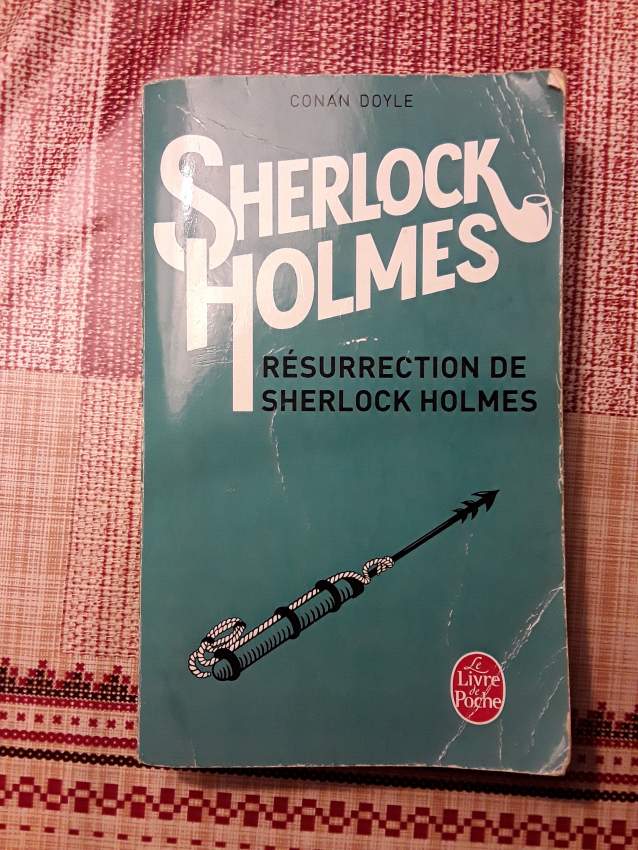 CONAN DOYLE
SHERLOCK
HOLMES
RÉSURRECTION DE
SHERLOCK HOLMES
Le
Livre
de
Poche